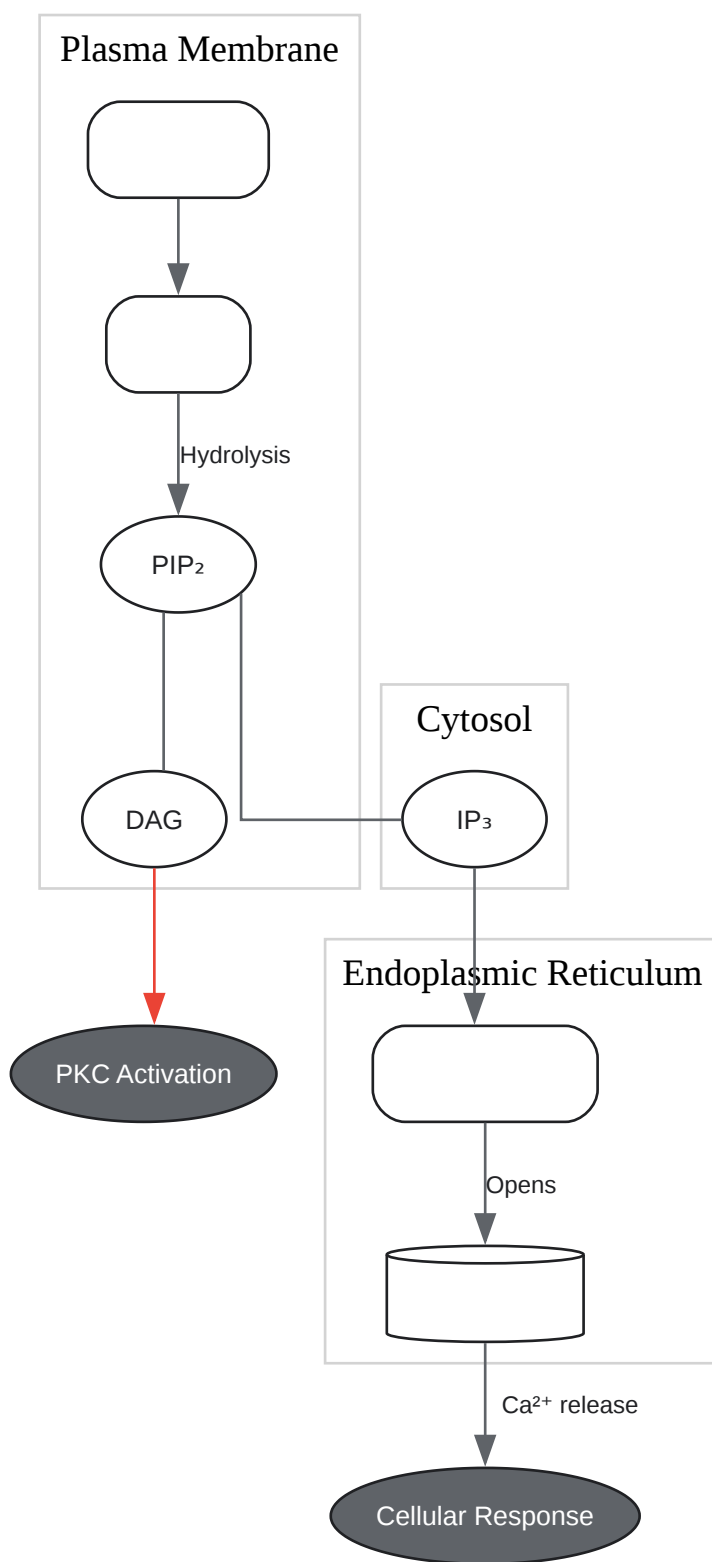 Plasma Membrane
Hydrolysis
PIP₂
Cytosol
DAG
IP₃
Endoplasmic Reticulum
PKC Activation
Opens
Ca²⁺ release
Cellular Response